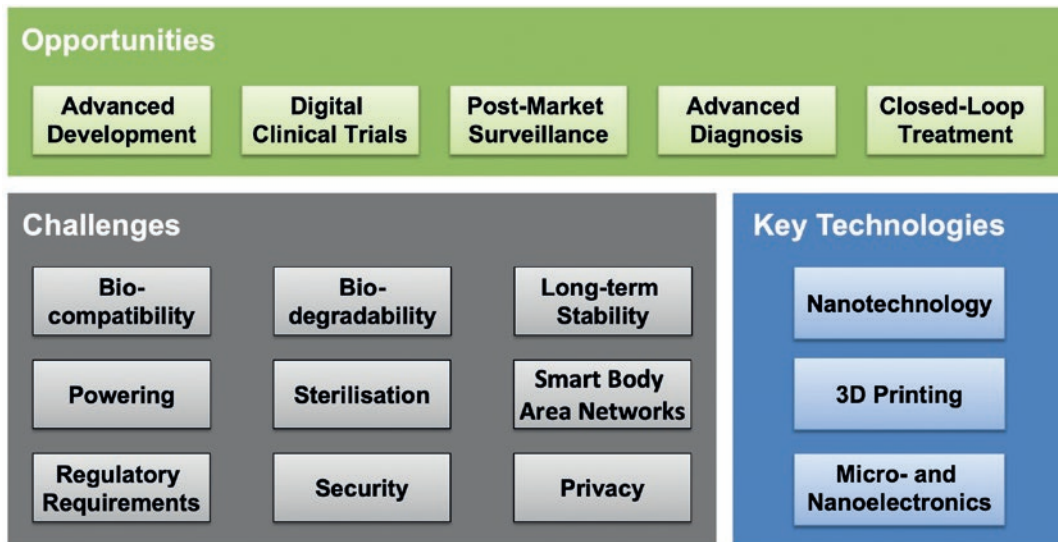 Opportunities
Advanced
Development
Digital
Clinical Trials
Post-Market
Surveillance
Advanced
Diagnosis
Closed-Loop
Treatment
Challenges
Bio-
compatibility
Bio-
degradability
Long-term
Stability
Powering
Sterilisation
Smart Body
Area Networks
Regulatory
Requirements
Security
Privacy
Key Technologies
Nanotechnology
3D Printing
Micro- and
Nanoelectronics